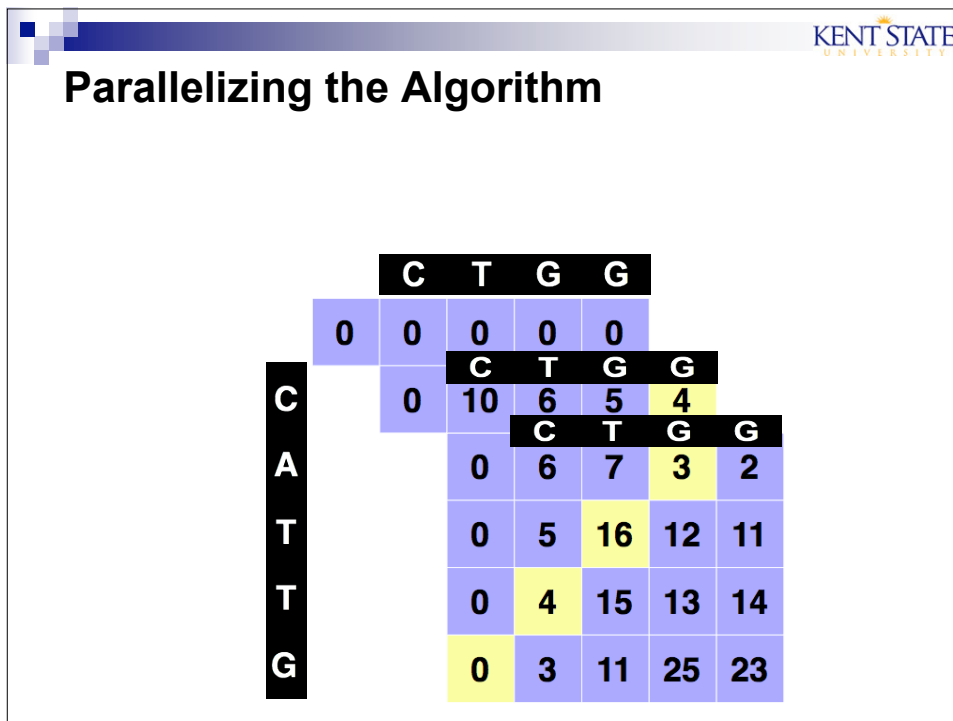 KENT STATE
UNIVERSITY
Parallelizing the Algorithm
C T G G
0 0 0 0 0
C T G G
C 0 10 6 5 4
C T G G
A 0 6 7 3 2
T 0 5 16 12 11
T 0 4 15 13 14
G 0 3 11 25 23